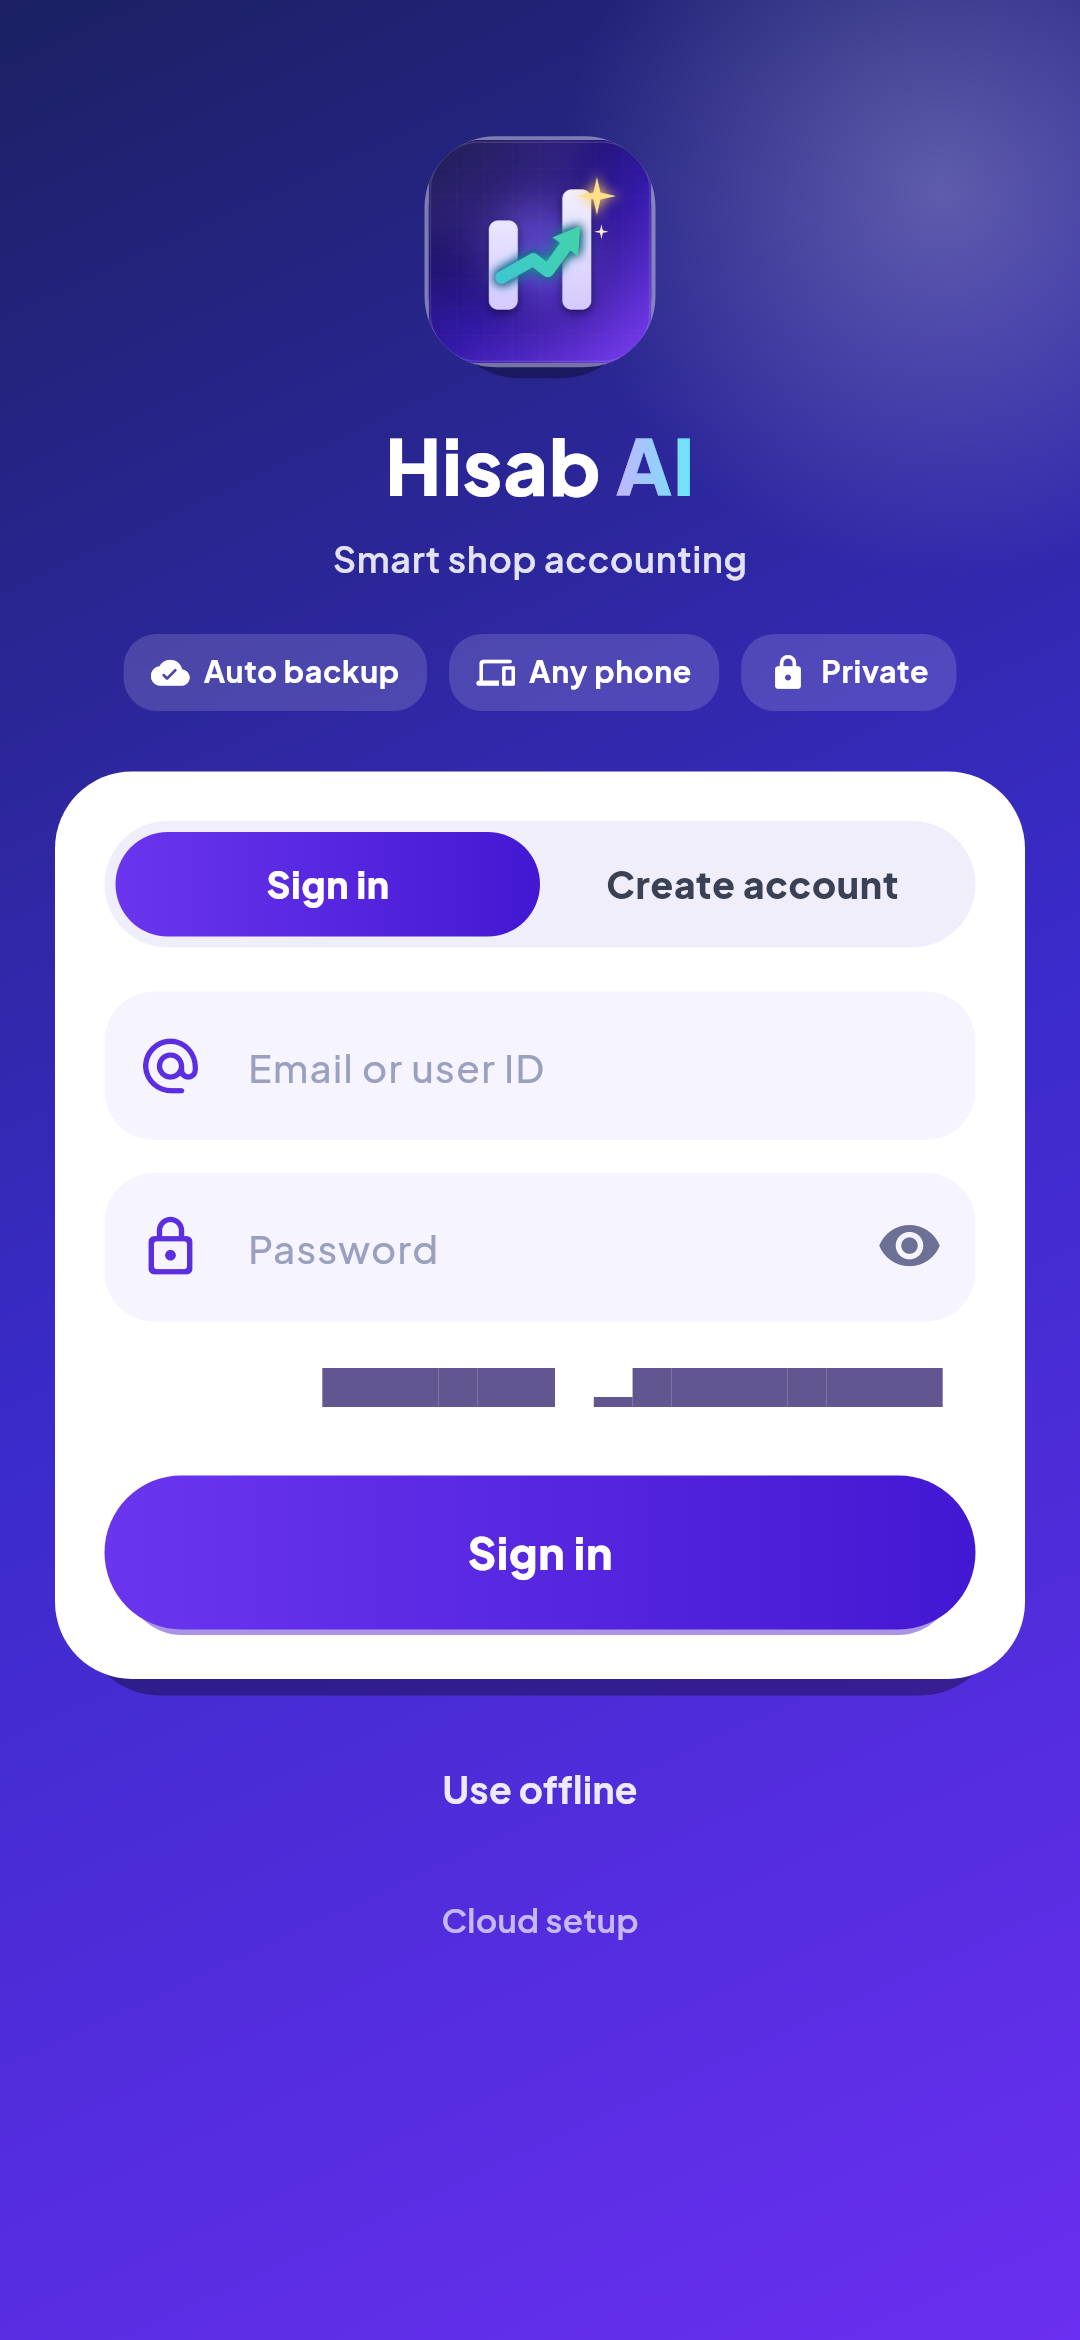 Hisab AI
Smart shop accounting
Auto backup
Any phone
Private
Sign in
Create account
Email or user ID
Password
Sign in
Use offline
Cloud setup